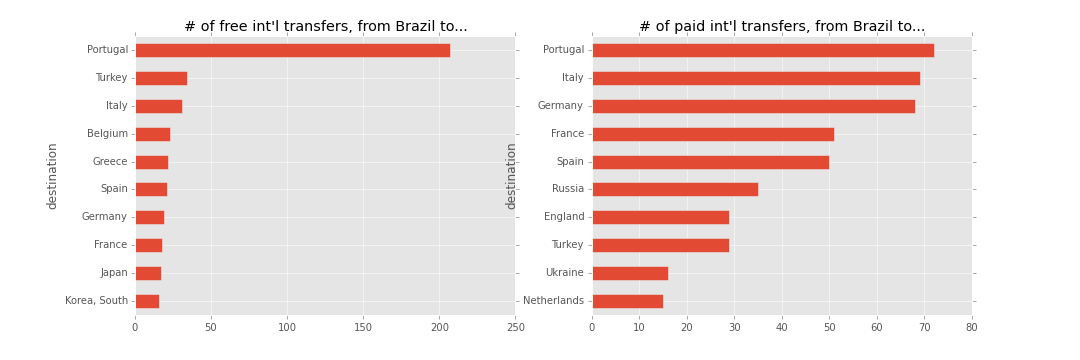 # of free int'l transfers, from Brazil to...
destination
Portugal
Turkey
Italy
Belgium
Greece
Spain
Germany
France
Japan
Korea, South
0 50 100 150 200 250
# of paid int'l transfers, from Brazil to...
destination
Portugal
Italy
Germany
France
Spain
Russia
England
Turkey
Ukraine
Netherlands
0 10 20 30 40 50 60 70 80